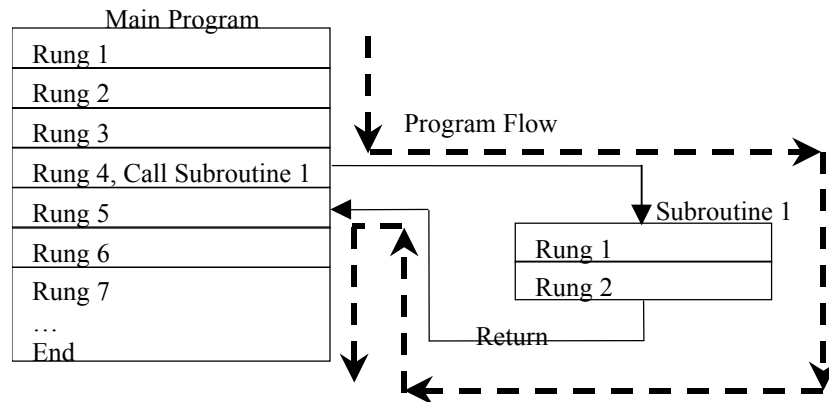 Main Program
Rung 1
Rung 2
Rung 3
Rung 4, Call Subroutine 1
Rung 5
Rung 6
Rung 7
…
End
Program Flow
Subroutine 1
Rung 1
Rung 2
Return